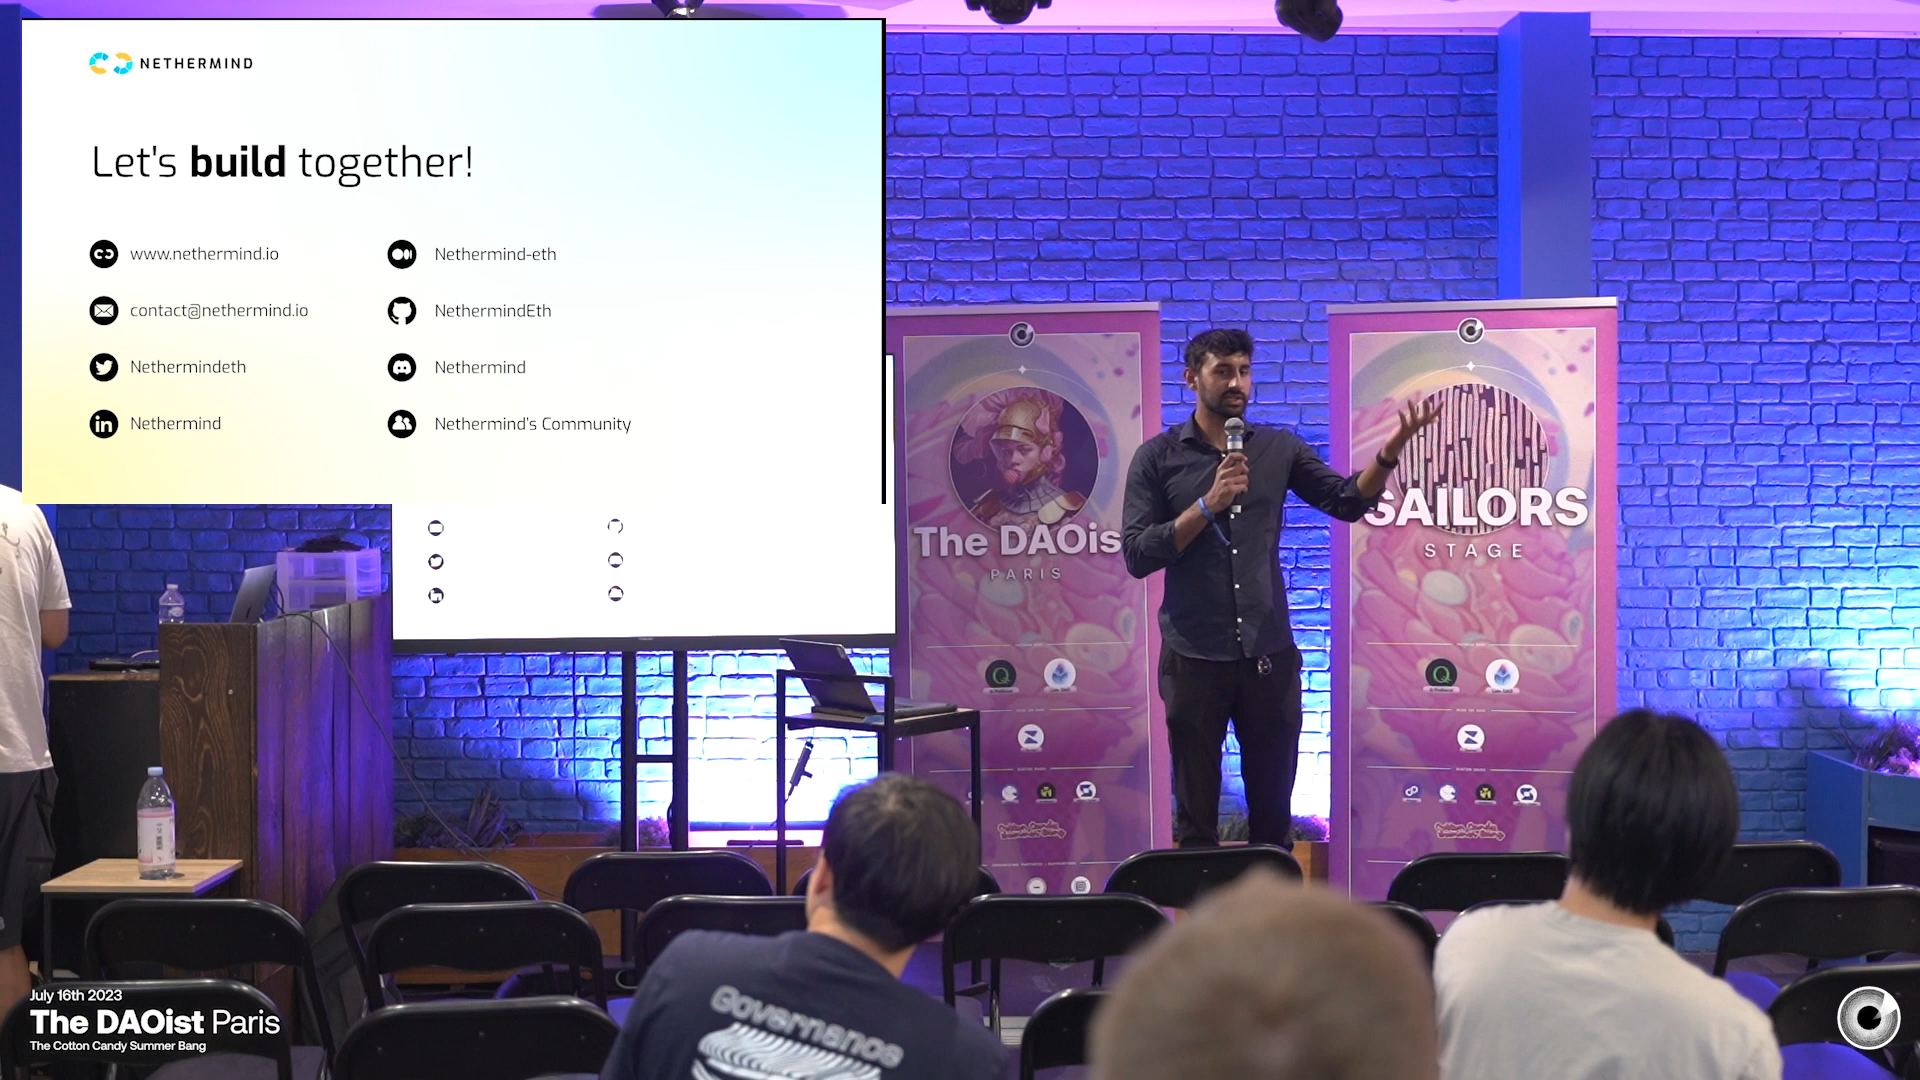 NETHERMIND
Let's build together!
www.nethermind.io
contact@nethermind.io
Nethermindeth
Nethermind
Nethermind-eth
NethermindEth
Nethermind
Nethermind's Community
The DAOis
PARIS
SAILORS
STAGE
Governance
July 16th 2023
The DAOist Paris
The Cotton Candy Summer Bang